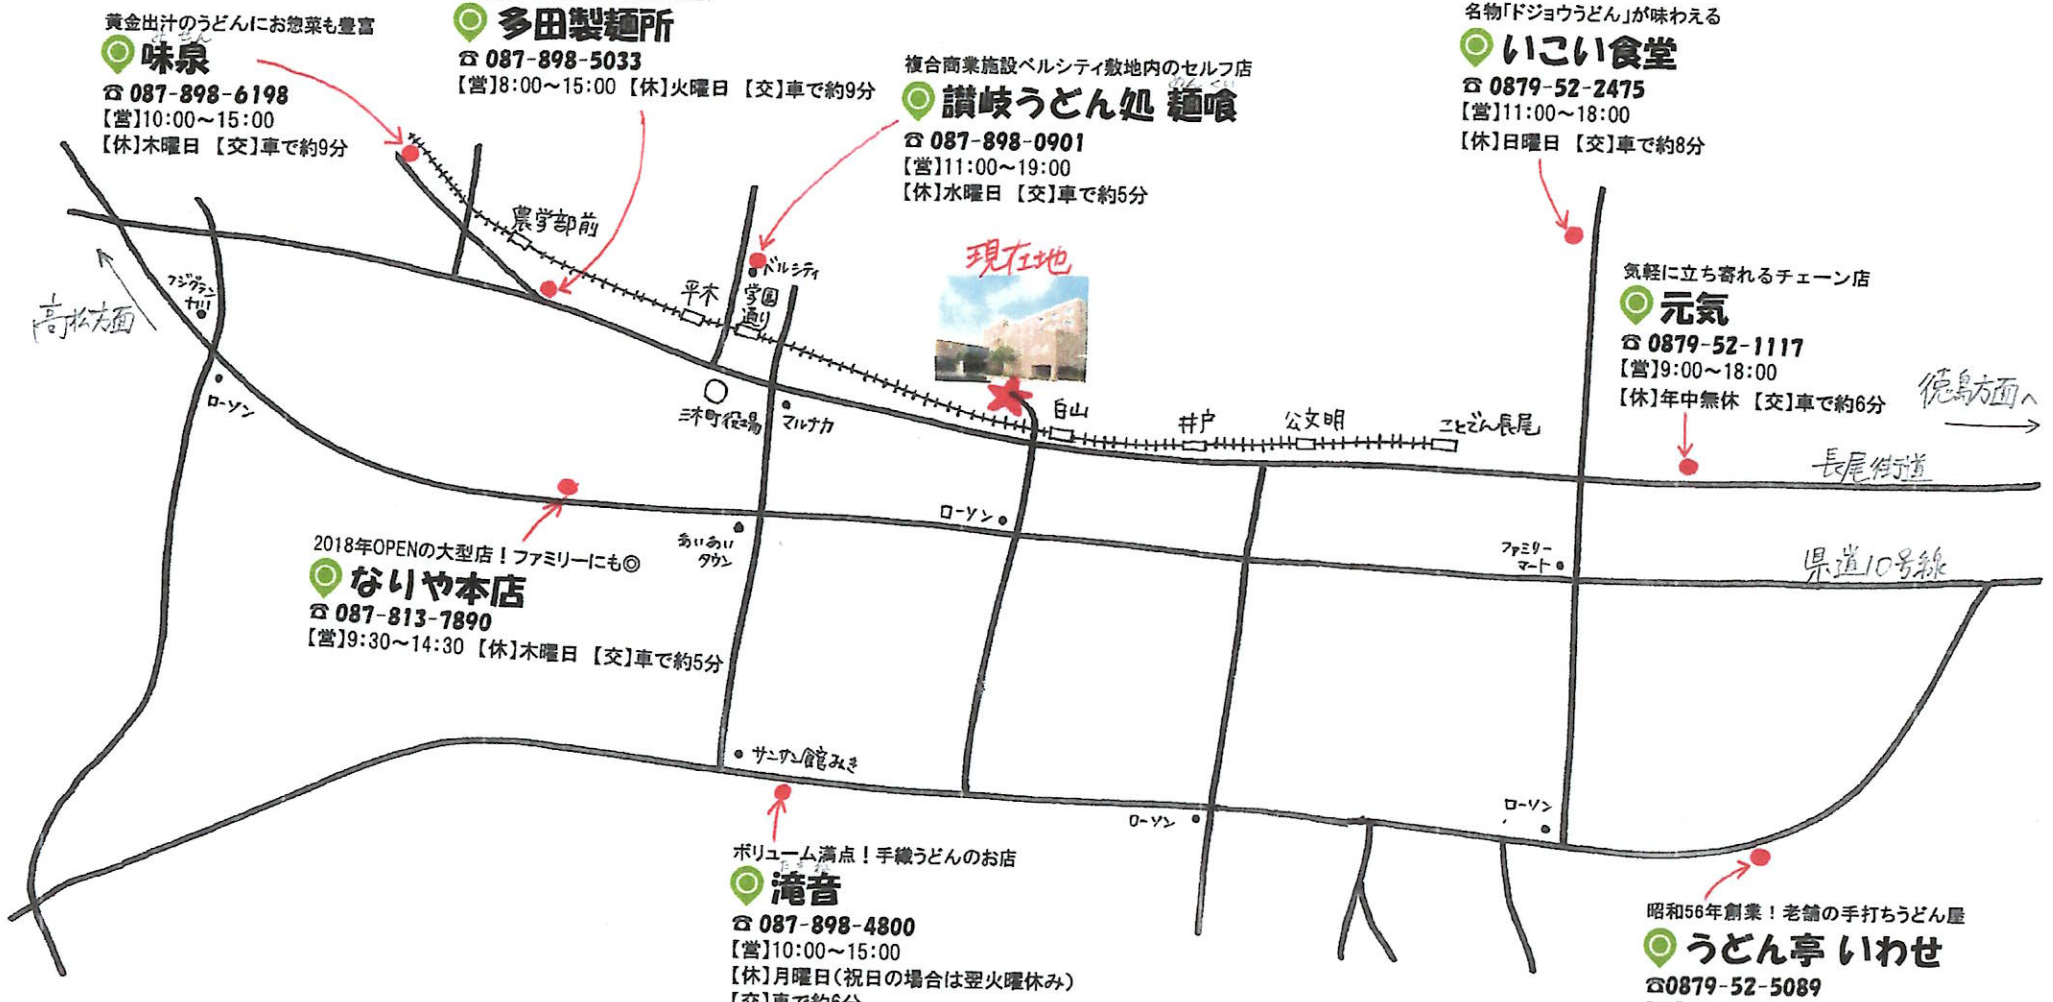 黄金出汁のうどんにお惣菜も豊富
味泉
☎ 087-898-6198
【営】10:00～15:00
【休】木曜日 【交】車で約9分
多田製麺所
☎ 087-898-5033
【営】8:00～15:00 【休】火曜日 【交】車で約9分
複合商業施設ベルシティ敷地内のセルフ店
讃岐うどん処 麺喰
☎ 087-898-0901
【営】11:00～19:00
【休】水曜日 【交】車で約5分
名物「ドジョウうどん」が味わえる
いこい食堂
☎ 0879-52-2475
【営】11:00～18:00
【休】日曜日 【交】車で約8分
気軽に立ち寄れるチェーン店
元気
☎ 0879-52-1117
【営】9:00～18:00
【休】年中無休 【交】車で約6分
徳島方面へ
高松方面
フジグラン
ローソン
農学部前
平木
学園
通り
ベルシティ
現在地
三木町役場
マルナカ
白山
井戸
公文明
ことでん長尾
長尾街道
ローソン
あいあい
タウン
ファミリー
マート
県道10号線
2018年OPENの大型店！ファミリーにも◎
なりや本店
☎ 087-813-7890
【営】9:30～14:30 【休】木曜日 【交】車で約5分
サンサン館みき
ローソン
ローソン
ボリューム満点！手織うどんのお店
滝音
☎ 087-898-4800
【営】10:00～15:00
【休】月曜日(祝日の場合は翌火曜休み)
【交】車で約6分
昭和56年創業！老舗の手打ちうどん屋
うどん亭 いわせ
☎0879-52-5089